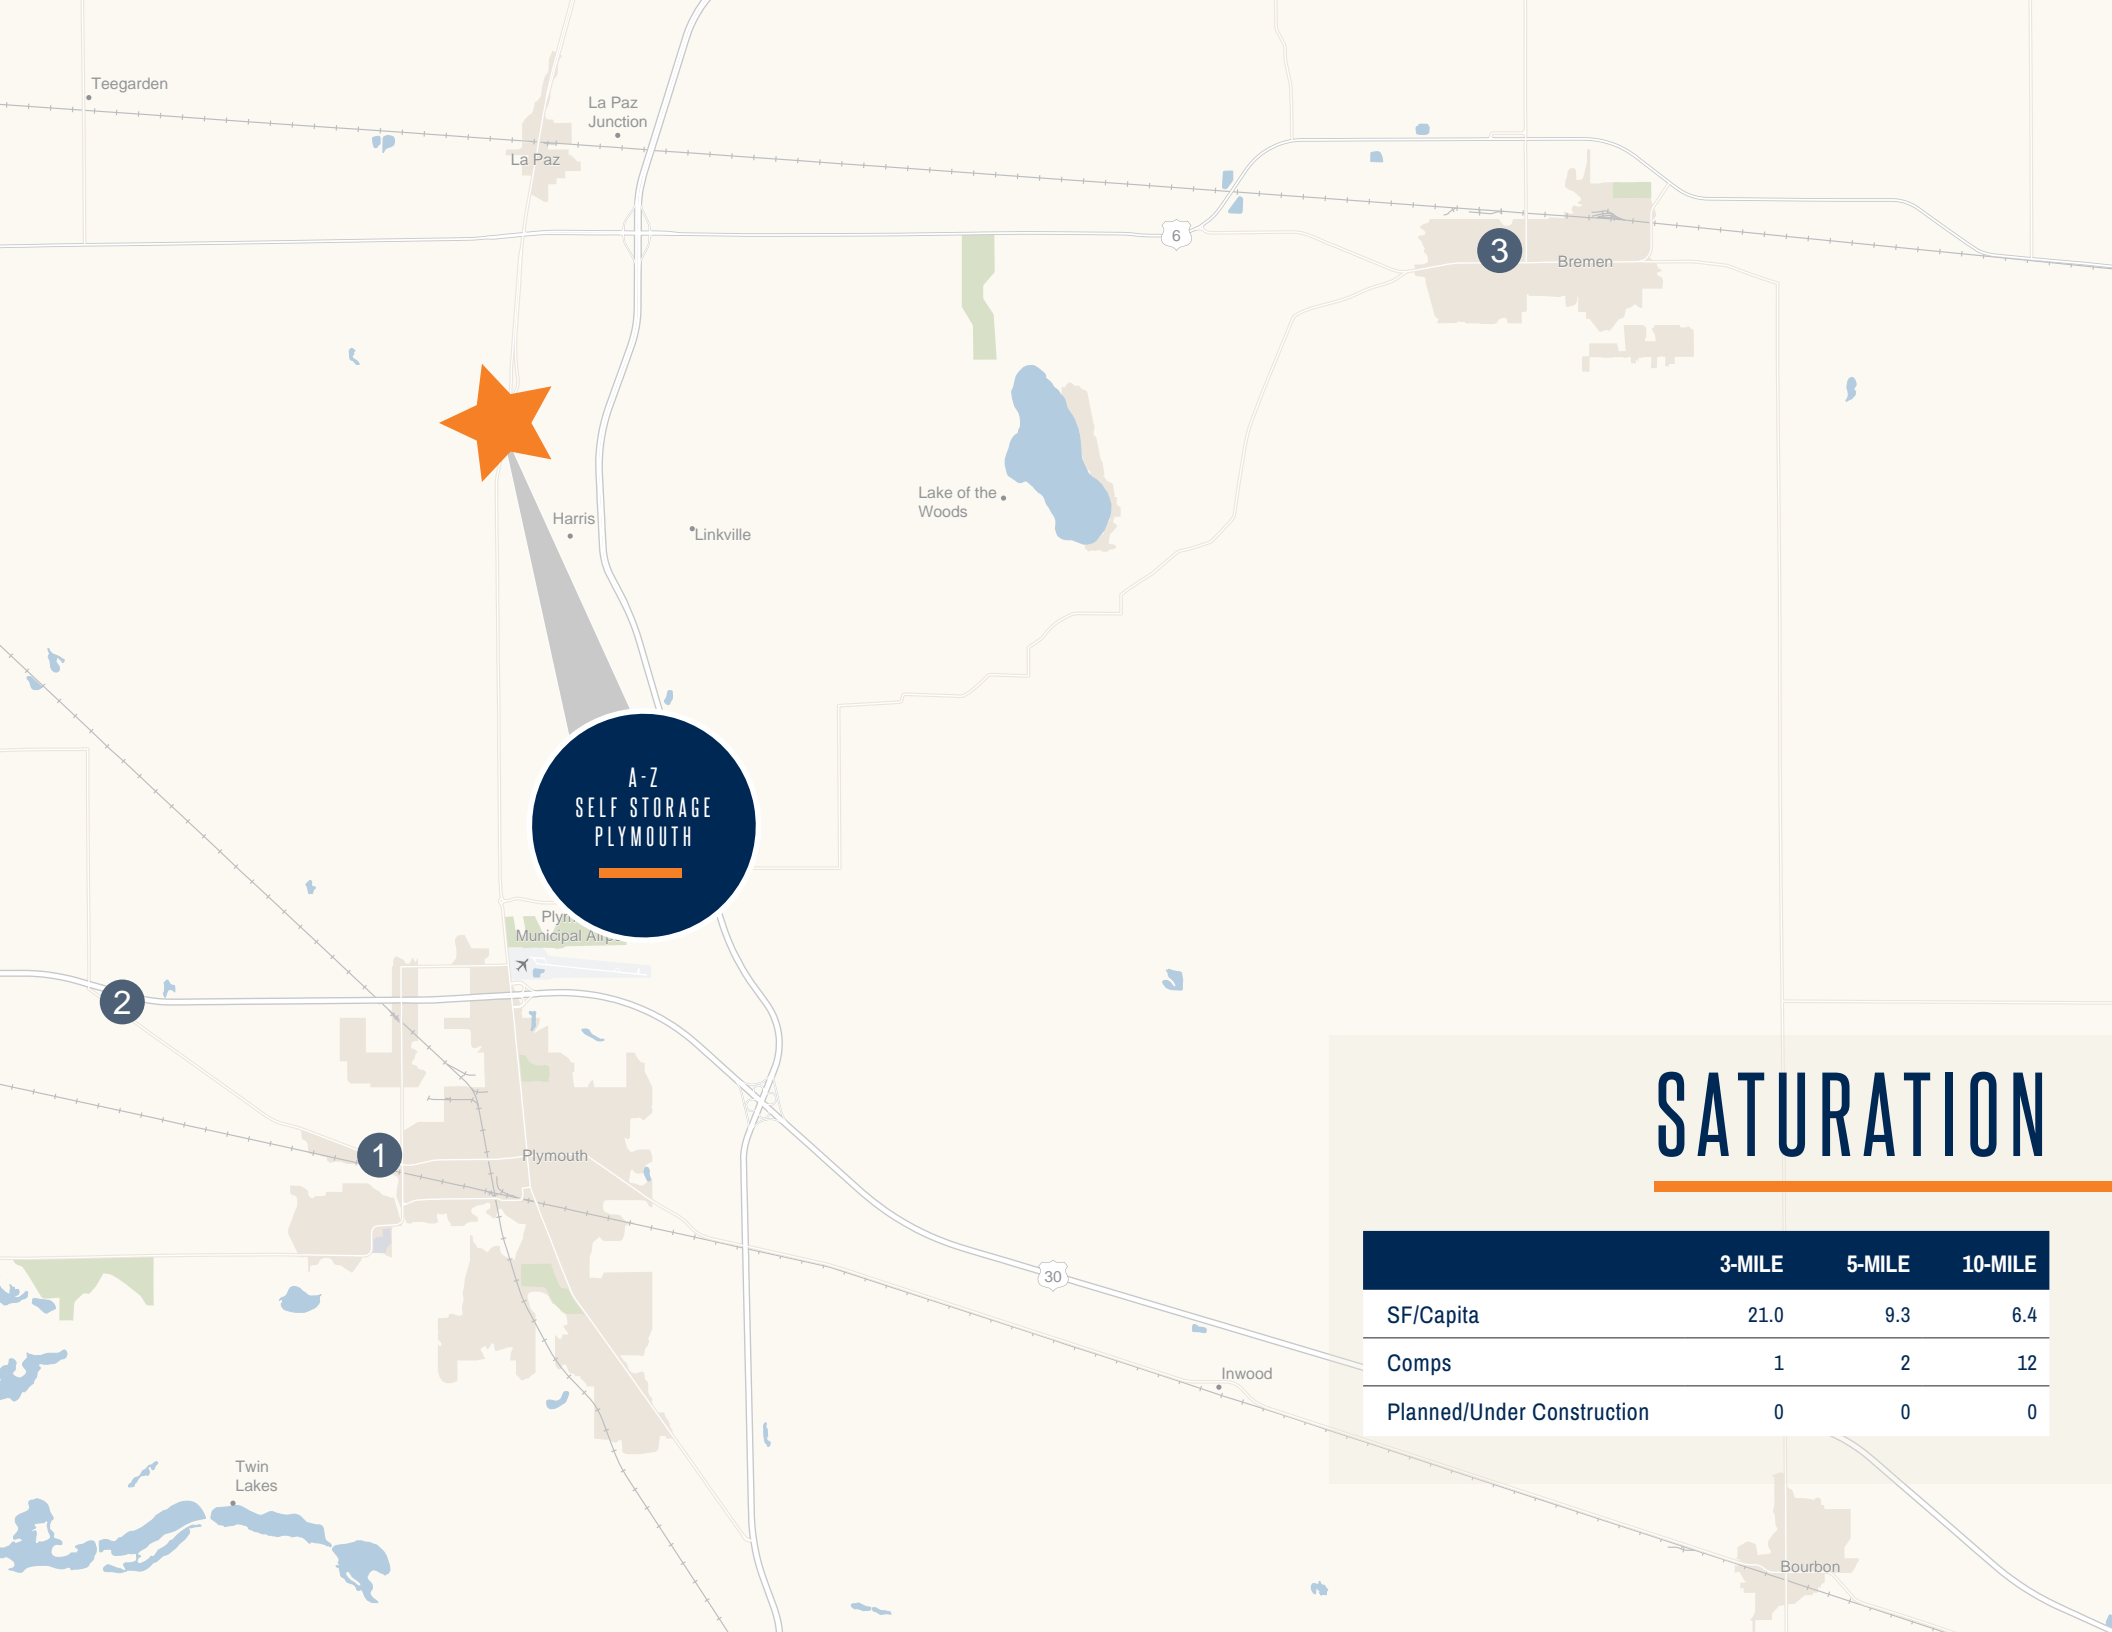 Teegarden
La Paz
Junction
La Paz
6
3
Bremen
Lake of the
Woods
Harris
Linkville
A-Z
SELF STORAGE
PLYMOUTH
Municipal
2
1
Plymouth
30
Inwood
Twin
Lakes
Bourbon
SATURATION
3-MILE 5-MILE 10-MILE
SF/Capita 21.0 9.3 6.4
Comps 1 2 12
Planned/Under Construction 0 0 0